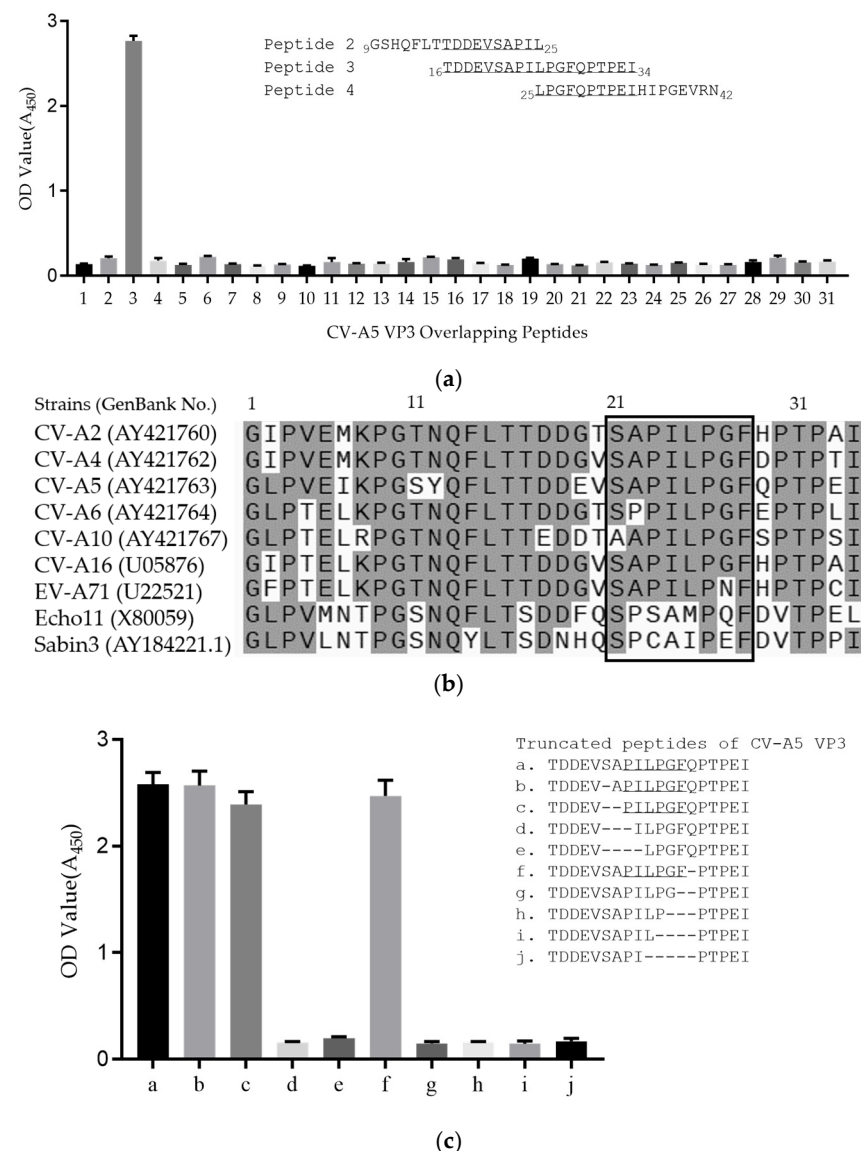 3
2
1
0
OD Value(A450)
Peptide 2 9GSHQFLTTDDEVSAPIL25
Peptide 3 16TDDEVSAPILPGFQPTPEI34
Peptide 4 25LPGFQPTPEIHIPGEVRN42
1 2 3 4 5 6 7 8 9 10 11 12 13 14 15 16 17 18 19 20 21 22 23 24 25 26 27 28 29 30 31
CV-A5 VP3 Overlapping Peptides
(a)
Strains (GenBank No.) 1 11 21 31
CV-A2 (AY421760) GIPVEMKPGTNQFLTTDDGTSAPILPGFHPTPAI
CV-A4 (AY421762) GIPVEMKPGTNQFLTTDDGVSAPILPGFDPTPTI
CV-A5 (AY421763) GLPVEIKPGSYQFLTTDDEVSAPILPGFQPTPEI
CV-A6 (AY421764) GLPTELKPGTNQFLTTDDGTSPPILPGFEPTPLI
CV-A10 (AY421767) GLPTELRPGTNQFLTTEDDTAAPILPGFSPTPSI
CV-A16 (U05876) GIPTELKPGTNQFLTTDDGVSAPILPGFHPTPAI
EV-A71 (U22521) GFPTELKPGTNQFLTTDDGVSAPILPNFHPTPCI
Echo11 (X80059) GLPVMNTPGSNQFLTSDDFQSPSAMPQFDVTPEL
Sabin3 (AY184221.1) GLPVLNTPGSNQYLTSDNHQSPCAIPEFDVTPPI
(b)
3
2
1
0
OD Value(A450)
Truncated peptides of CV-A5 VP3
a. TDDEVSAPILPGFQPTPEI
b. TDDEV-APILPGFQPTPEI
c. TDDEV--PILPGFQPTPEI
d. TDDEV---ILPGFQPTPEI
e. TDDEV----LPGFQPTPEI
f. TDDEVSAPILPGF-PTPEI
g. TDDEVSAPILPG--PTPEI
h. TDDEVSAPILP---PTPEI
i. TDDEVSAPIL----PTPEI
j. TDDEVSAPI-----PTPEI
a b c d e f g h i j
(c)